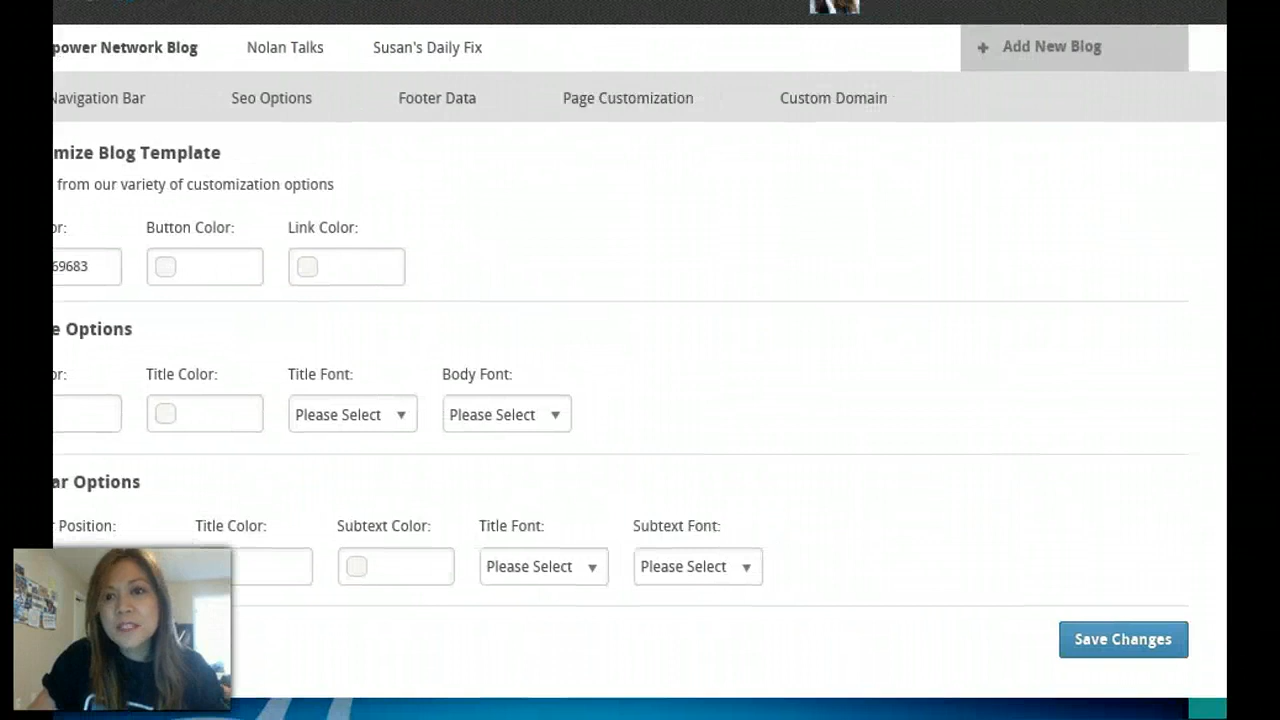 power Network Blog Nolan Talks Susan's Daily Fix Add New Blog
Navigation Bar Seo Options Footer Data Page Customization Custom Domain
mize Blog Template
from our variety of customization options
or: Button Color: Link Color:
69683
e Options
or: Title Color: Title Font: Body Font:
Please Select Please Select
ar Options
r Position: Title Color: Subtext Color: Title Font: Subtext Font:
Please Select Please Select
Save Changes